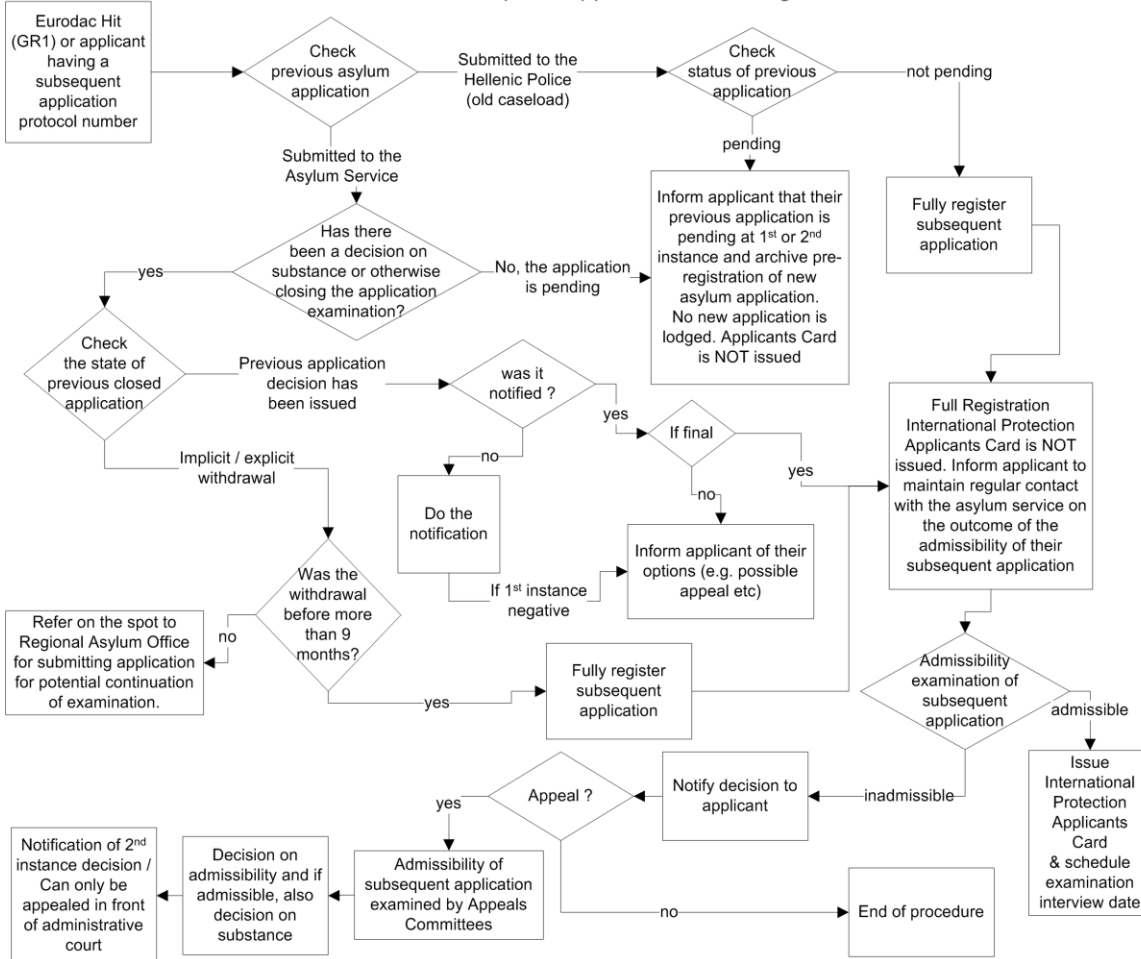 Eurodac Hit
(GR1) or applicant
having a
subsequent
application
protocol number
Check
previous asylum
application
Submitted to the
Hellenic Police
(old caseload)
Check
status of previous
application
not pending
pending
Submitted to the
Asylum Service
Inform applicant that their
previous application is
pending at 1st or 2nd
instance and archive pre-
registration of new
asylum application.
No new application is
lodged. Applicants Card
is NOT issued
Fully register
subsequent
application
Has there
been a decision on
substance or otherwise
closing the application
examination?
yes
No, the application
is pending
Check
the state of
previous closed
application
Previous application
decision has
been issued
was it
notified ?
yes
If final
yes
no
no
Full Registration
International Protection
Applicants Card is NOT
issued. Inform applicant to
maintain regular contact
with the asylum service on
the outcome of the
admissibility of their
subsequent application
Implicit / explicit
withdrawal
Do the
notification
If 1st instance
negative
Inform applicant of their
options (e.g. possible
appeal etc)
Was the
withdrawal
before more
than 9
months?
no
Refer on the spot to
Regional Asylum Office
for submitting application
for potential continuation
of examination.
yes
Fully register
subsequent
application
Admissibility
examination of
subsequent
application
admissible
Issue
International
Protection
Applicants
Card
& schedule
examination
interview date
inadmissible
Notify decision to
applicant
Appeal ?
yes
no
Admissibility of
subsequent application
examined by Appeals
Committees
Decision on
admissibility and if
admissible, also
decision on
substance
Notification of 2nd
instance decision /
Can only be
appealed in front
of administrative
court
End of procedure